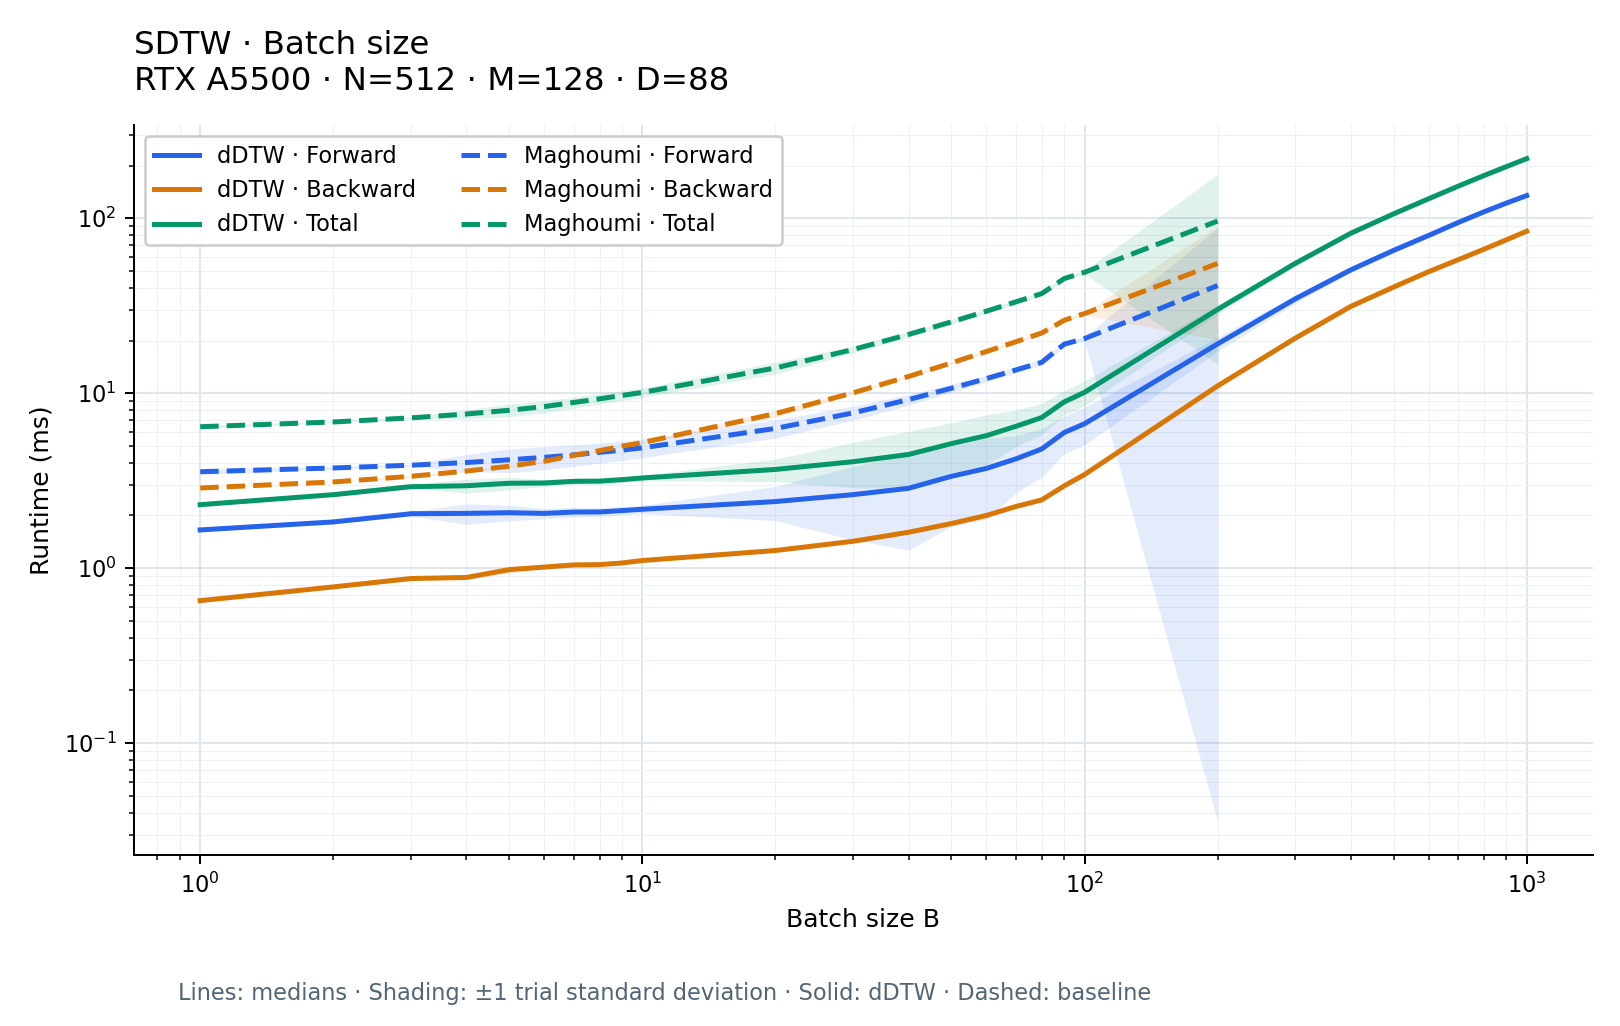 SDTW · Batch size
RTX A5500 · N=512 · M=128 · D=88
dDTW · Forward
dDTW · Backward
dDTW · Total
Maghoumi · Forward
Maghoumi · Backward
Maghoumi · Total
Runtime (ms)
10²
10¹
10⁰
10⁻¹
10⁰ 10¹ 10² 10³
Batch size B
Lines: medians · Shading: ±1 trial standard deviation · Solid: dDTW · Dashed: baseline